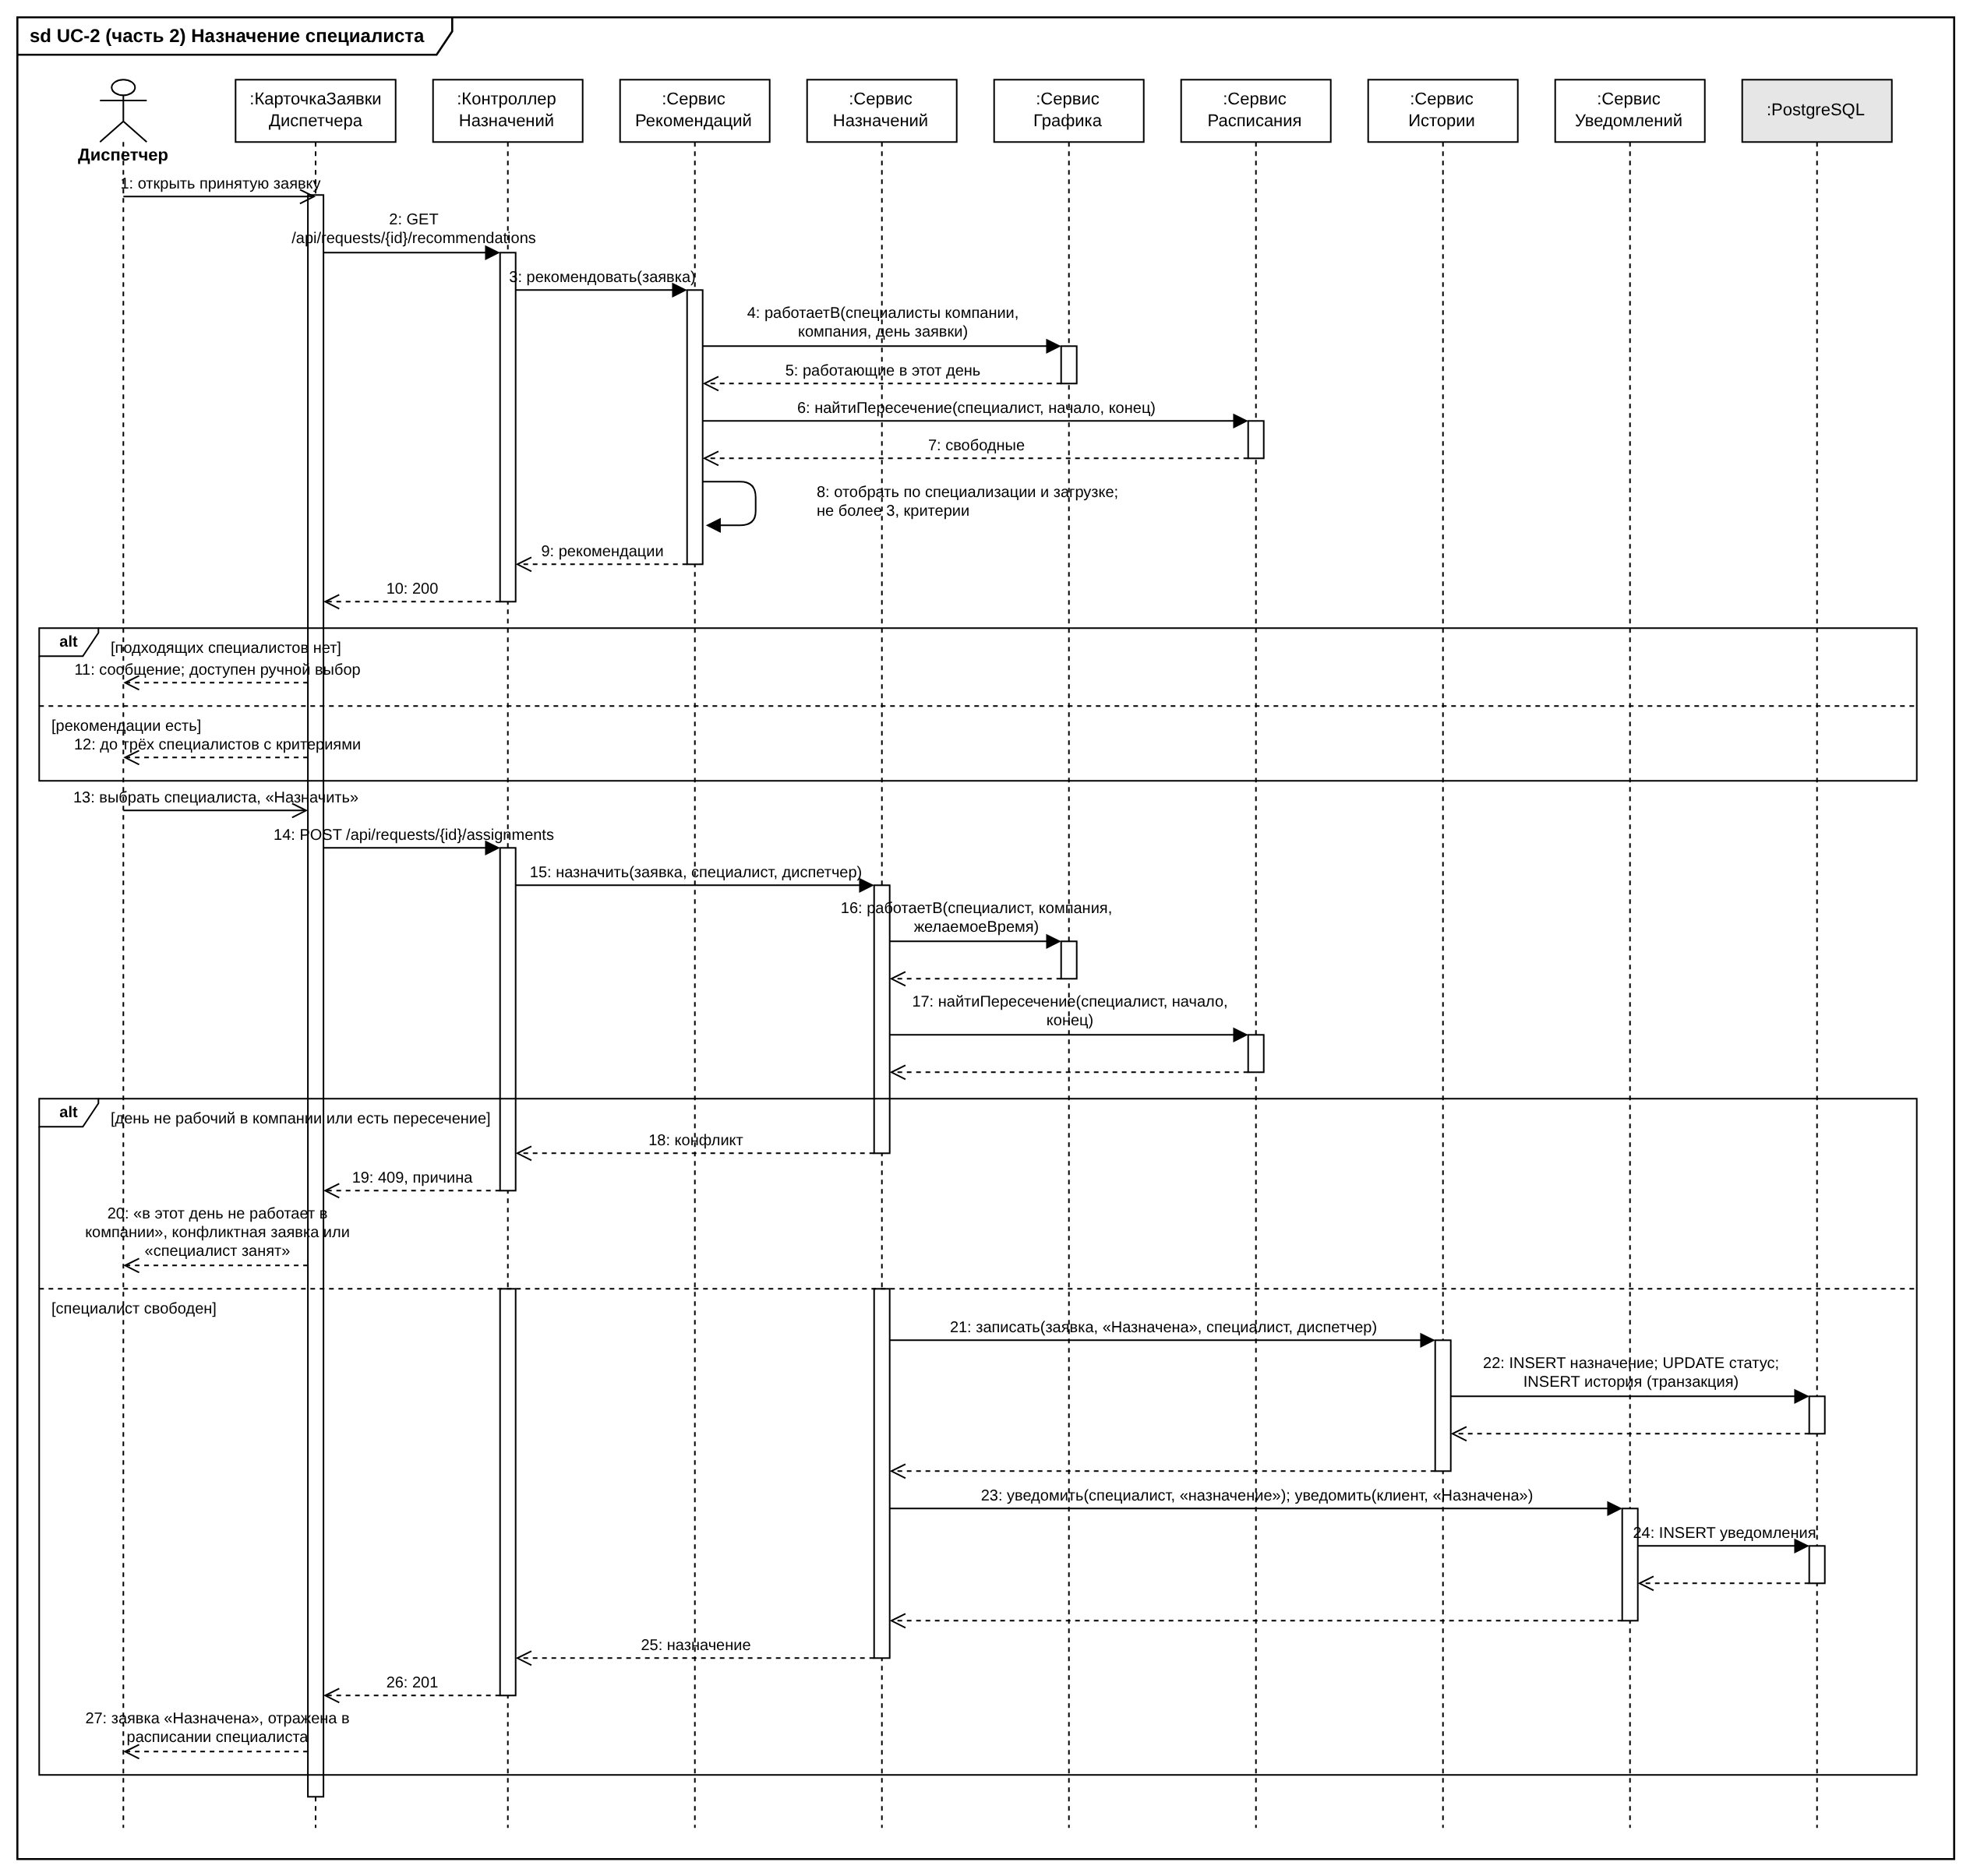 sd UC-2 (часть 2) Назначение специалиста
Диспетчер
:КарточкаЗаявки
Диспетчера
:Контроллер
Назначений
:Сервис
Рекомендаций
:Сервис
Назначений
:Сервис
Графика
:Сервис
Расписания
:Сервис
Истории
:Сервис
Уведомлений
:PostgreSQL
1: открыть принятую заявку
2: GET
/api/requests/{id}/recommendations
3: рекомендовать(заявка)
4: работаетВ(специалисты компании,
компания, день заявки)
5: работающие в этот день
6: найтиПересечение(специалист, начало, конец)
7: свободные
8: отобрать по специализации и загрузке;
не более 3, критерии
9: рекомендации
10: 200
alt
[подходящих специалистов нет]
11: сообщение; доступен ручной выбор
[рекомендации есть]
12: до трёх специалистов с критериями
13: выбрать специалиста, «Назначить»
14: POST /api/requests/{id}/assignments
15: назначить(заявка, специалист, диспетчер)
16: работаетВ(специалист, компания,
желаемоеВремя)
17: найтиПересечение(специалист, начало,
конец)
alt
[день не рабочий в компании или есть пересечение]
18: конфликт
19: 409, причина
20: «в этот день не работает в
компании», конфликтная заявка или
«специалист занят»
[специалист свободен]
21: записать(заявка, «Назначена», специалист, диспетчер)
22: INSERT назначение; UPDATE статус;
INSERT история (транзакция)
23: уведомить(специалист, «назначение»); уведомить(клиент, «Назначена»)
24: INSERT уведомления
25: назначение
26: 201
27: заявка «Назначена», отражена в
расписании специалиста